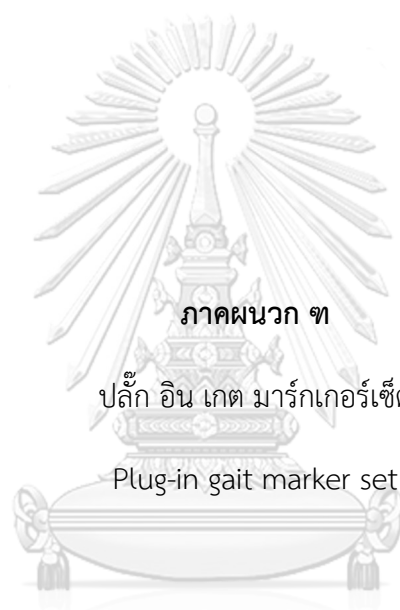 ภาคผนวก ฑ
ปลั๊ก อิน เกต มาร์กเกอร์เซ็ต
Plug-in gait marker set